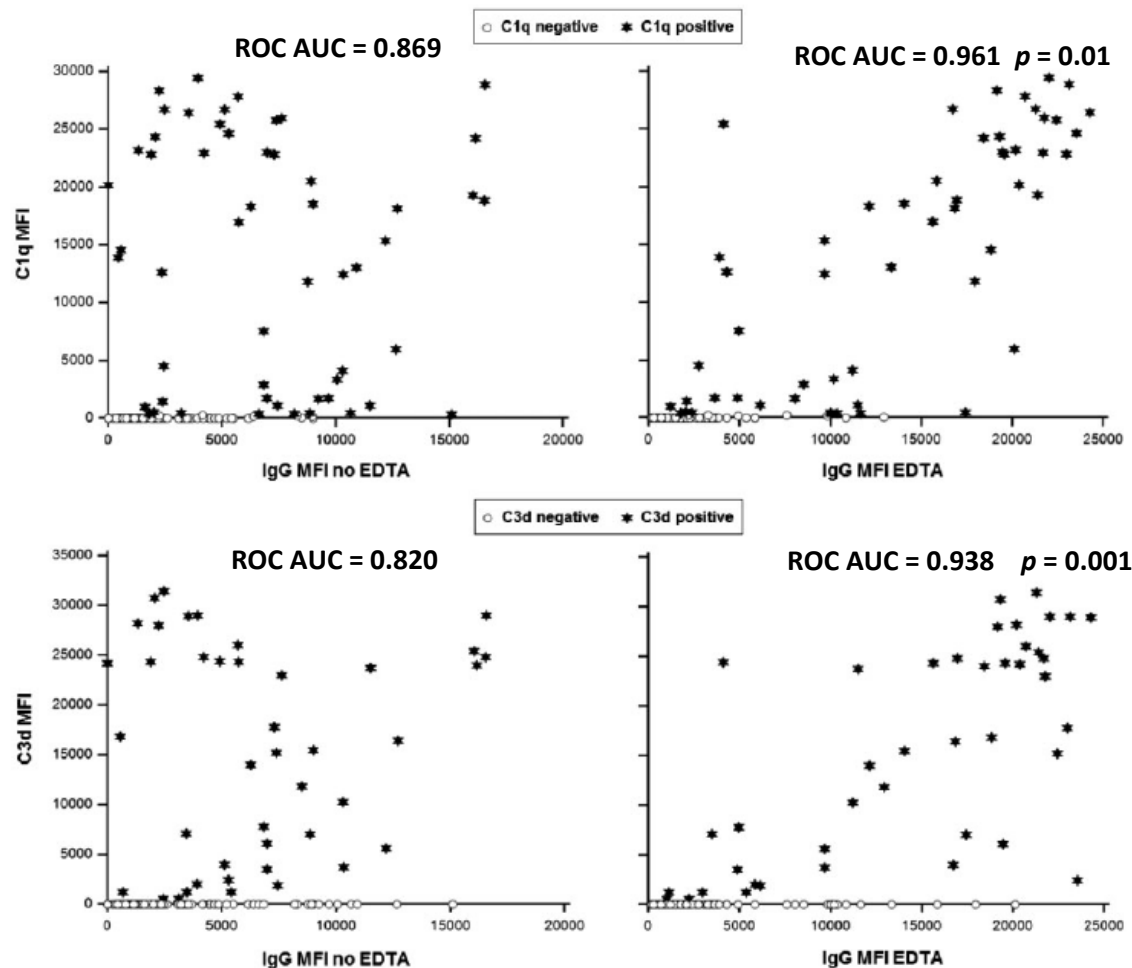 ○ C1q negative ✶ C1q positive
ROC AUC = 0.869
ROC AUC = 0.961 p = 0.01
30000
25000
20000
15000
10000
5000
0
C1q MFI
0 5000 10000 15000 20000
IgG MFI no EDTA
0 5000 10000 15000 20000 25000
IgG MFI EDTA
○ C3d negative ✶ C3d positive
ROC AUC = 0.820
ROC AUC = 0.938 p = 0.001
35000
30000
25000
20000
15000
10000
5000
0
C3d MFI
0 5000 10000 15000 20000
IgG MFI no EDTA
0 5000 10000 15000 20000 25000
IgG MFI EDTA